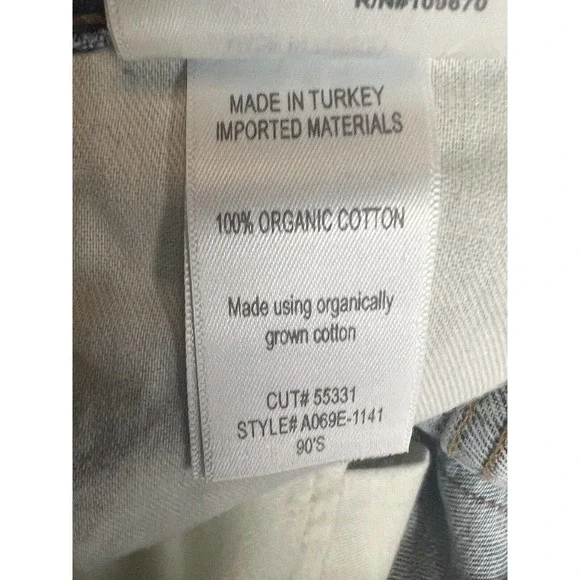 MADE IN TURKEY
IMPORTED MATERIALS
100% ORGANIC COTTON
Made using organically
grown cotton
CUT# 55331
STYLE# A069E-1141
90'S